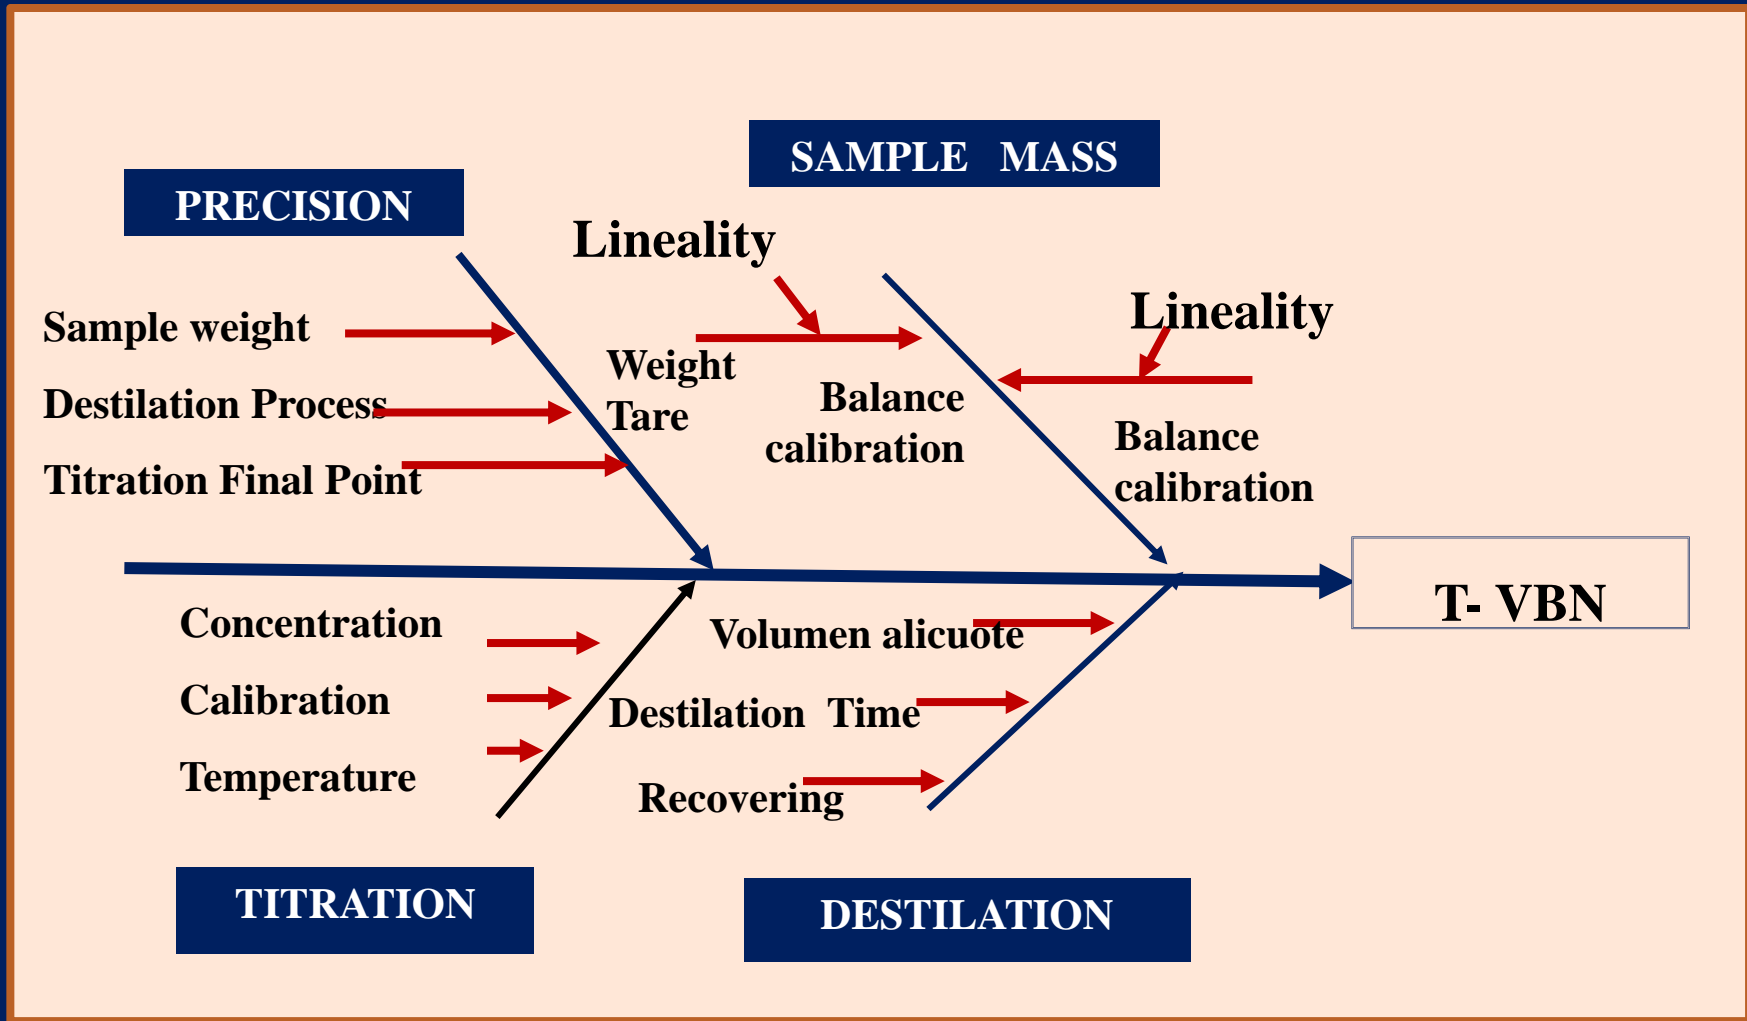 SAMPLE MASS
PRECISION
Lineality
Lineality
Sample weight
Weight
Tare
Balance
calibration
Balance
calibration
Destilation Process
Titration Final Point
T- VBN
Concentration
Calibration
Temperature
Volumen alicuote
Destilation Time
Recovering
TITRATION
DESTILATION